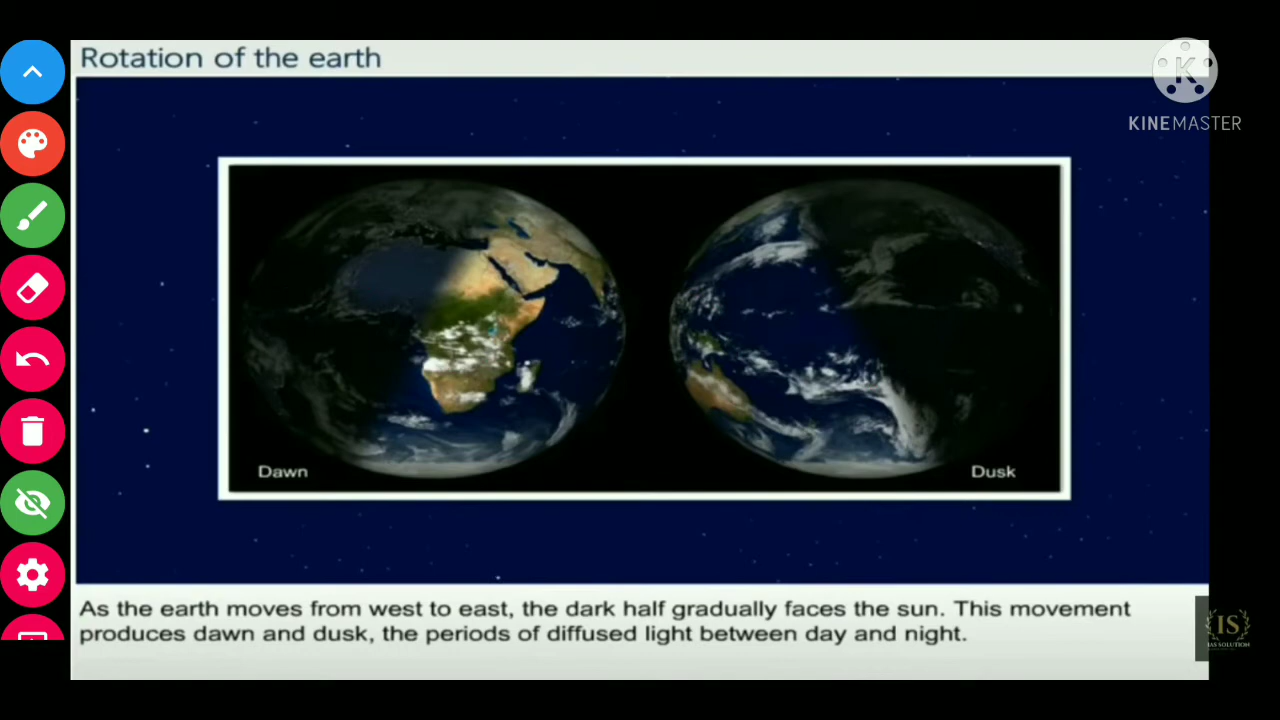 Rotation of the earth
K
KINEMASTER
Dawn
Dusk
As the earth moves from west to east, the dark half gradually faces the sun. This movement
produces dawn and dusk, the periods of diffused light between day and night.
IS
IAS SOLUTION